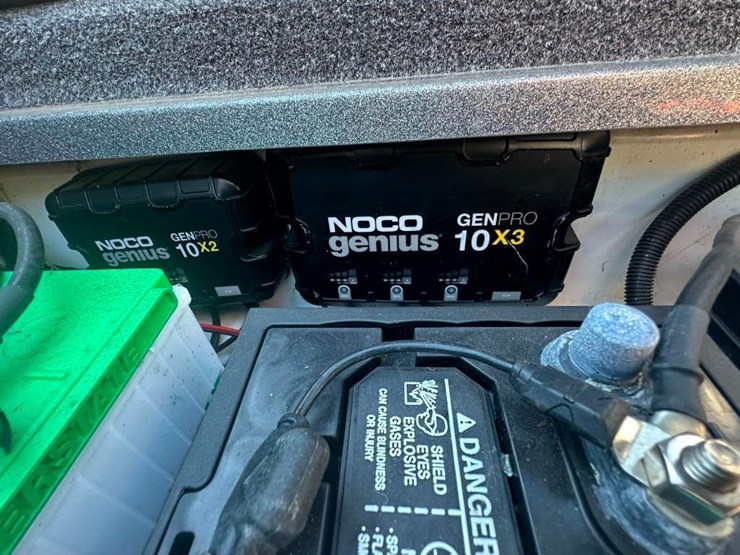 NOCO
genius
GENPRO
10X2
NOCO
genius
GENPRO
10X3
DANGER
SHIELD
EYES
EXPLOSIVE
GASES
CAN CAUSE BLINDNESS
OR INJURY